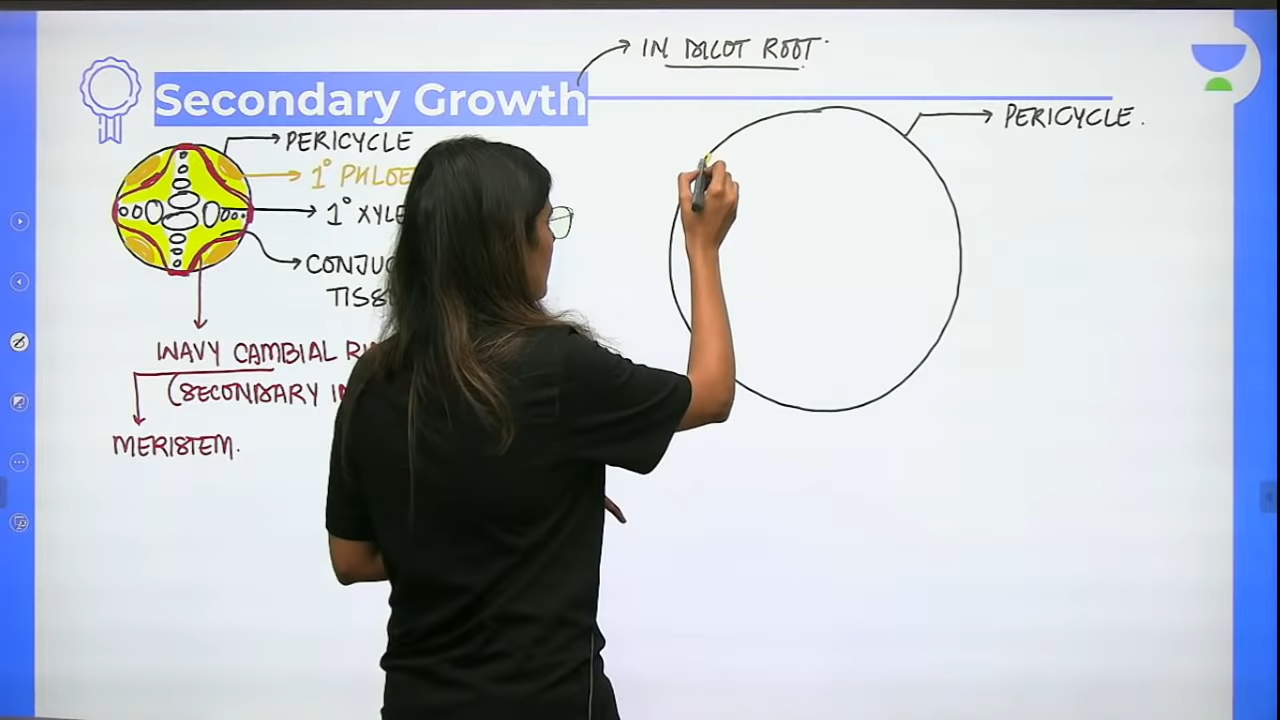 IN DICOT ROOT.
Secondary Growth
PERICYCLE.
PERICYCLE
1° PHLOE
1° XYLE
CONJUC
TISS
WAVY CAMBIAL
(SECONDARY
MERISTEM.